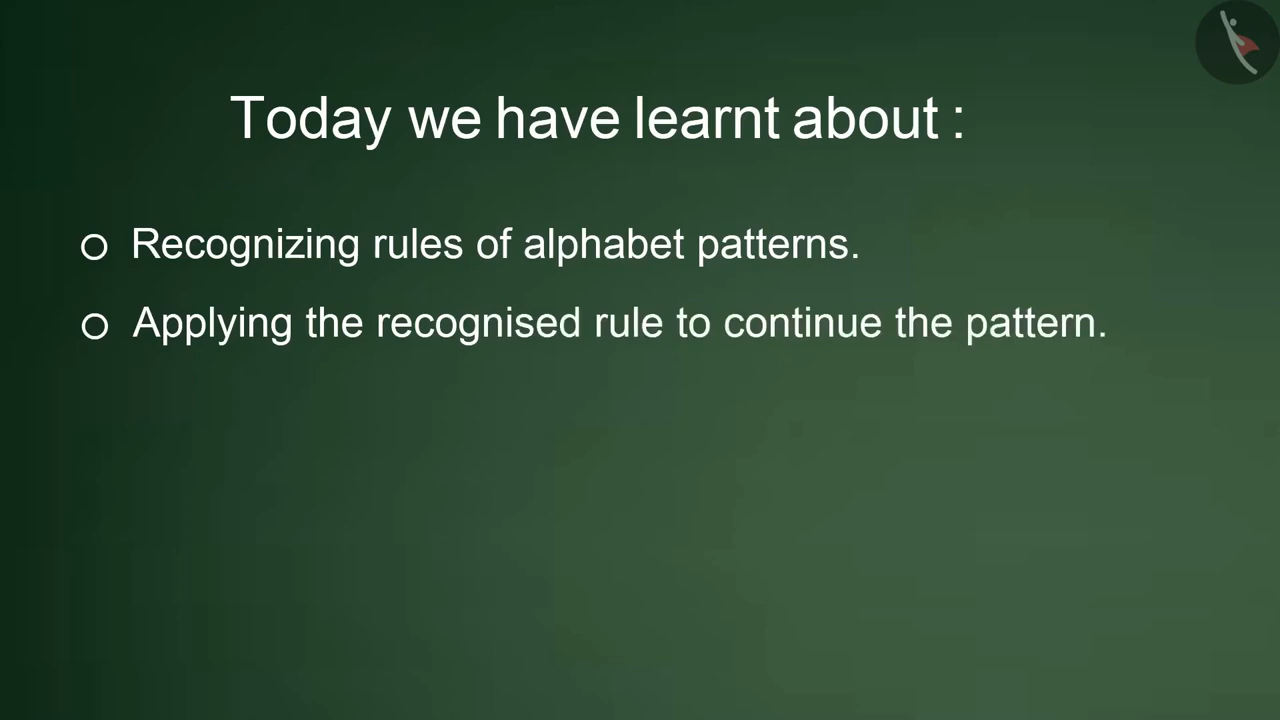 Today we have learnt about :
Recognizing rules of alphabet patterns.
Applying the recognised rule to continue the pattern.